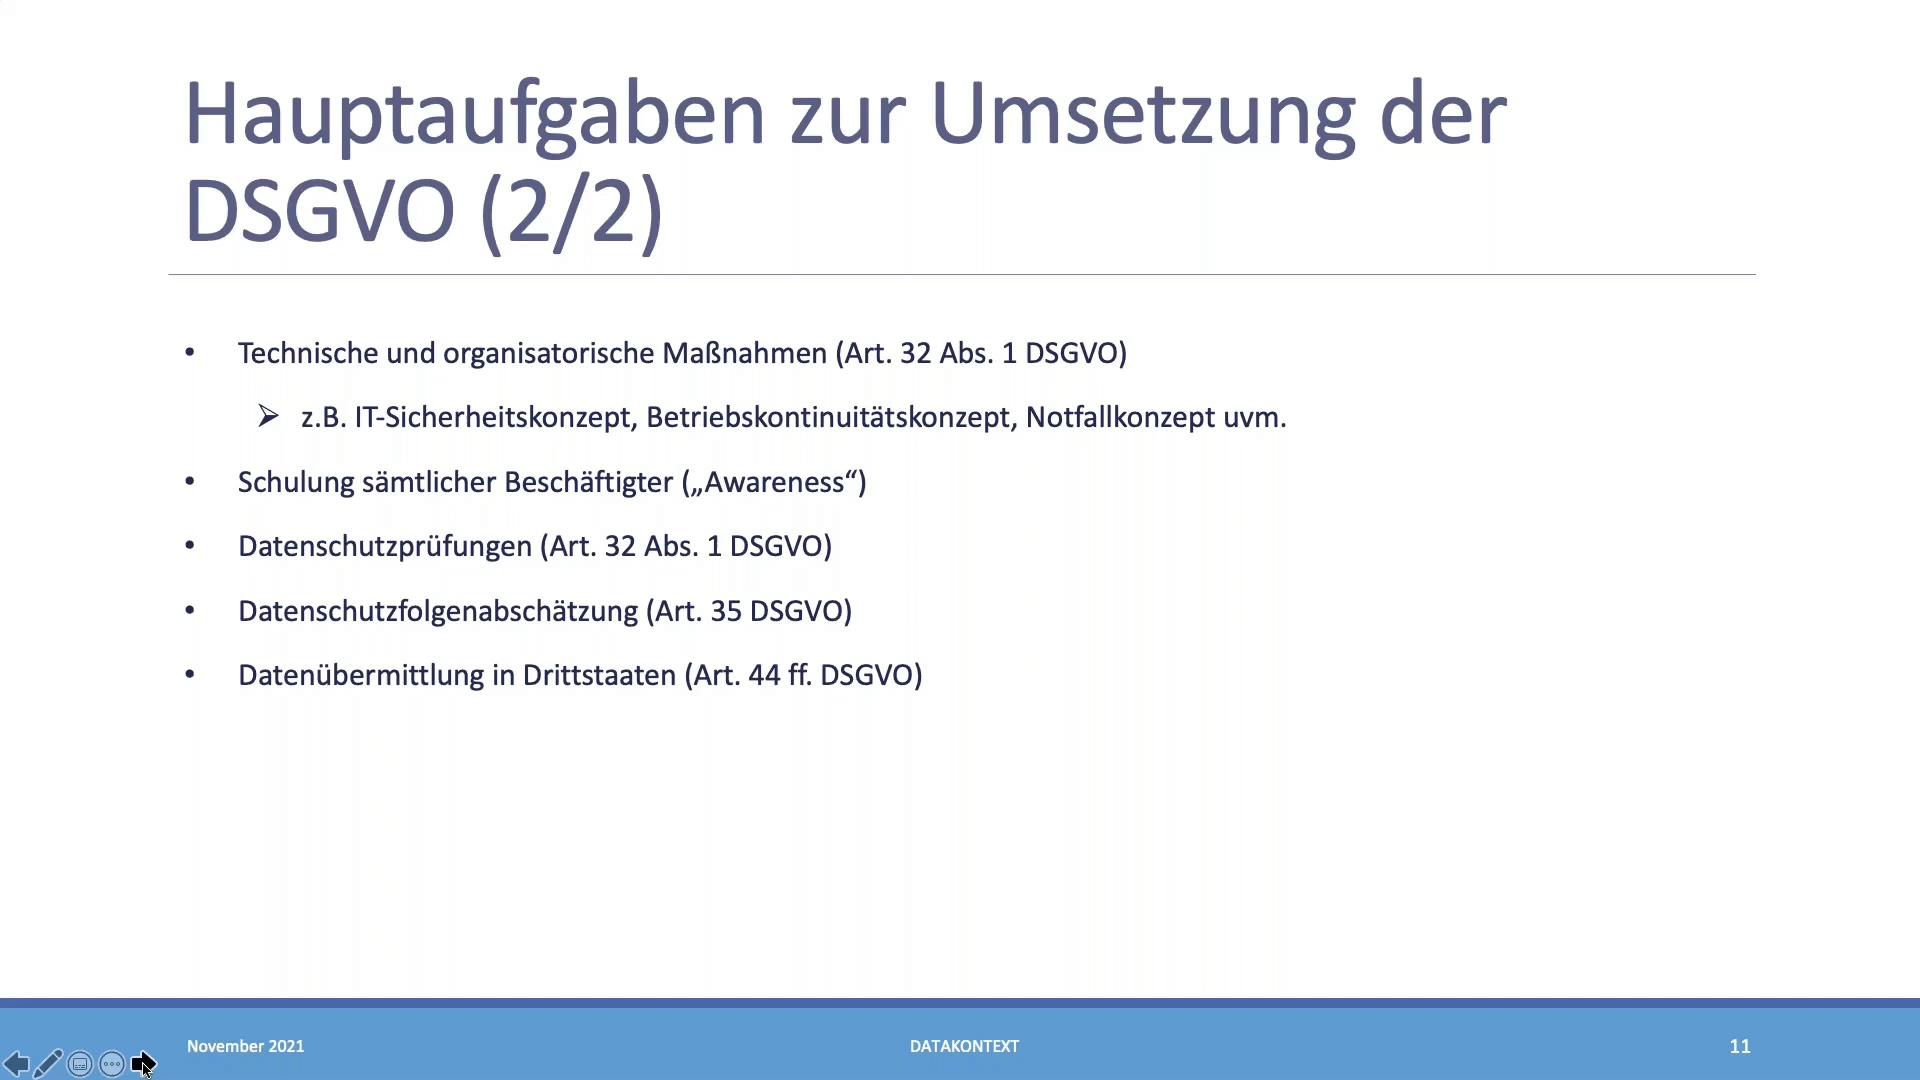 Hauptaufgaben zur Umsetzung der
DSGVO (2/2)
• Technische und organisatorische Maßnahmen (Art. 32 Abs. 1 DSGVO)
➢ z.B. IT-Sicherheitskonzept, Betriebskontinuitätskonzept, Notfallkonzept uvm.
• Schulung sämtlicher Beschäftigter („Awareness“)
• Datenschutzprüfungen (Art. 32 Abs. 1 DSGVO)
• Datenschutzfolgenabschätzung (Art. 35 DSGVO)
• Datenübermittlung in Drittstaaten (Art. 44 ff. DSGVO)
November 2021
DATAKONTEXT
11